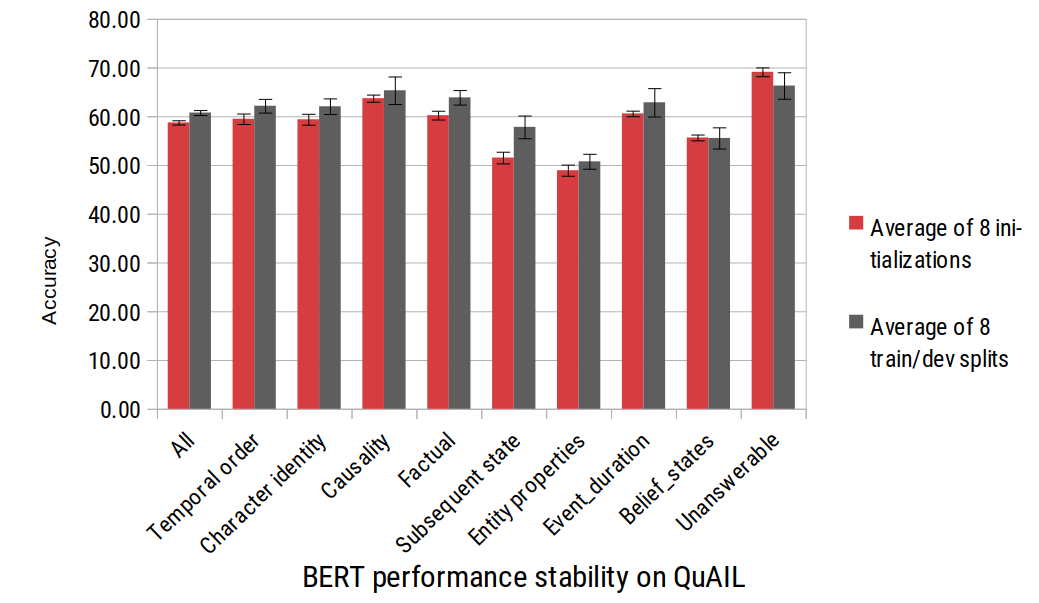 80.00
70.00
60.00
50.00
40.00
30.00
20.00
10.00
0.00
Accuracy
All
Temporal order
Character identity
Causality
Factual
Subsequent state
Entity properties
Event_duration
Belief_states
Unanswerable
BERT performance stability on QuAIL
Average of 8 ini-
tializations
Average of 8
train/dev splits